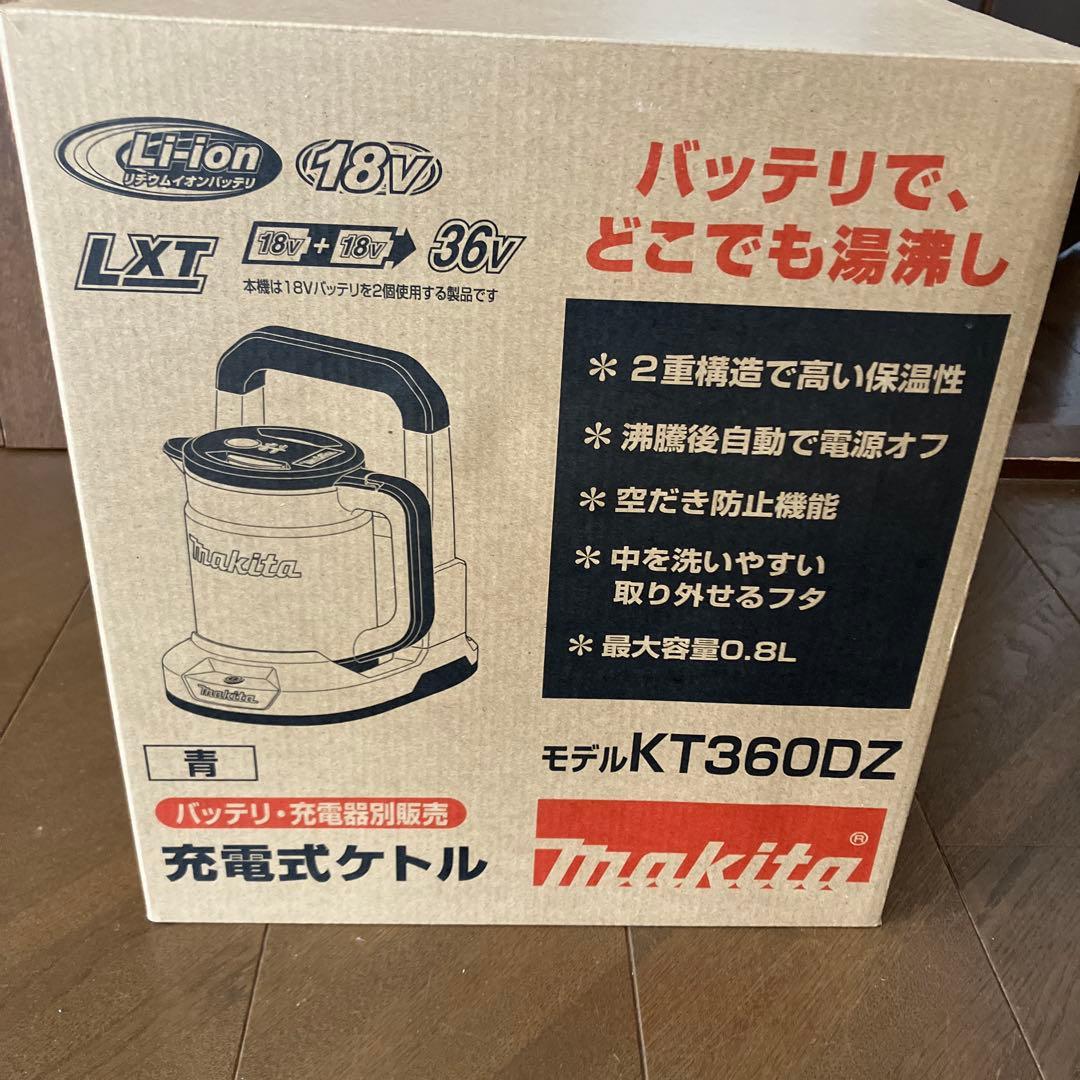 Li-ion
リチウムイオンバッテリ
18V
LXT
18V + 18V 36V
本機は18Vバッテリを2個使用する製品です
バッテリで、
どこでも湯沸し
＊2重構造で高い保温性
＊沸騰後自動で電源オフ
＊空だき防止機能
＊中を洗いやすい
取り外せるフタ
＊最大容量0.8L
makita
makita
青
モデルKT360DZ
バッテリ・充電器別販売
充電式ケトル
makita®